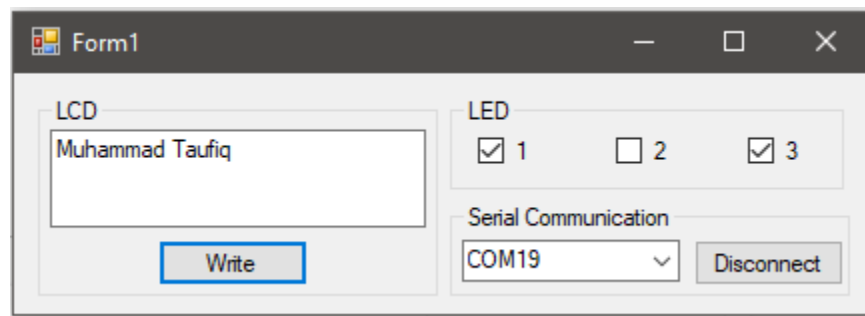 Form1
LCD
Muhammad Taufiq
Write
LED
1 2 3
Serial Communication
COM19 Disconnect